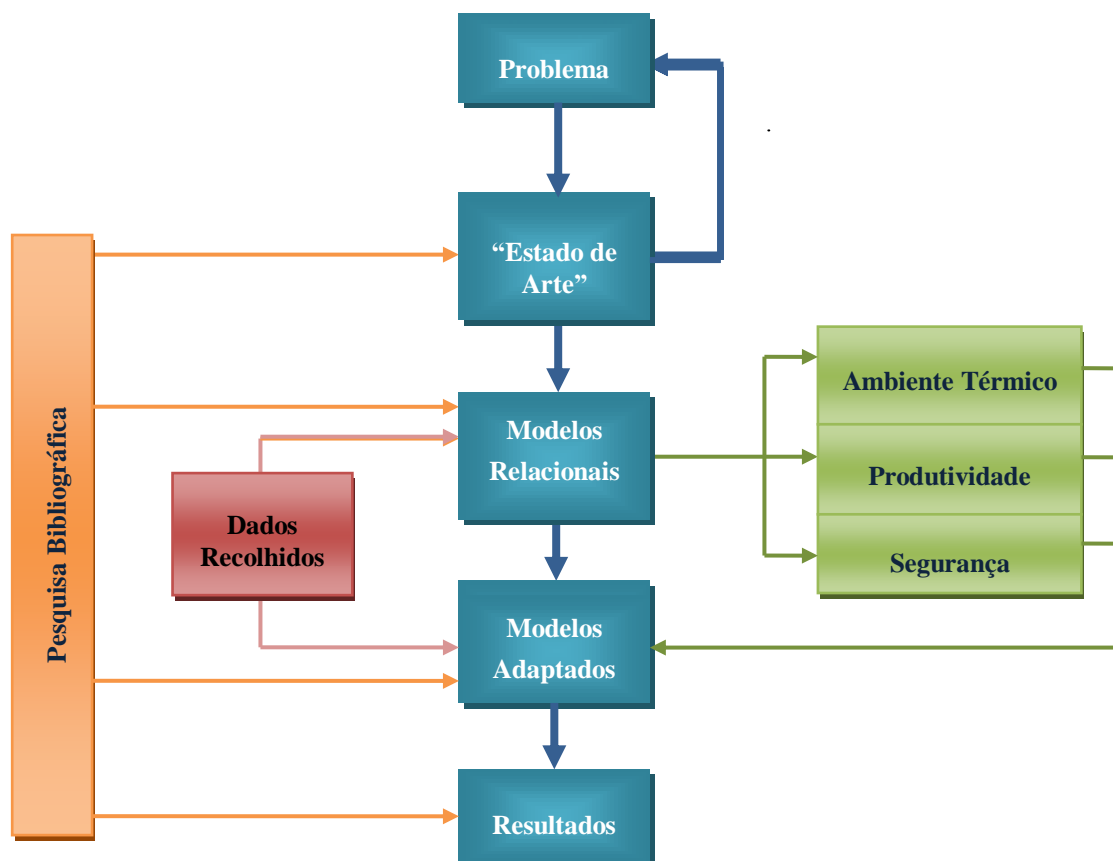 Problema
“Estado de
Arte”
Pesquisa Bibliográfica
Modelos
Relacionais
Ambiente Térmico
Produtividade
Segurança
Dados
Recolhidos
Modelos
Adaptados
Resultados